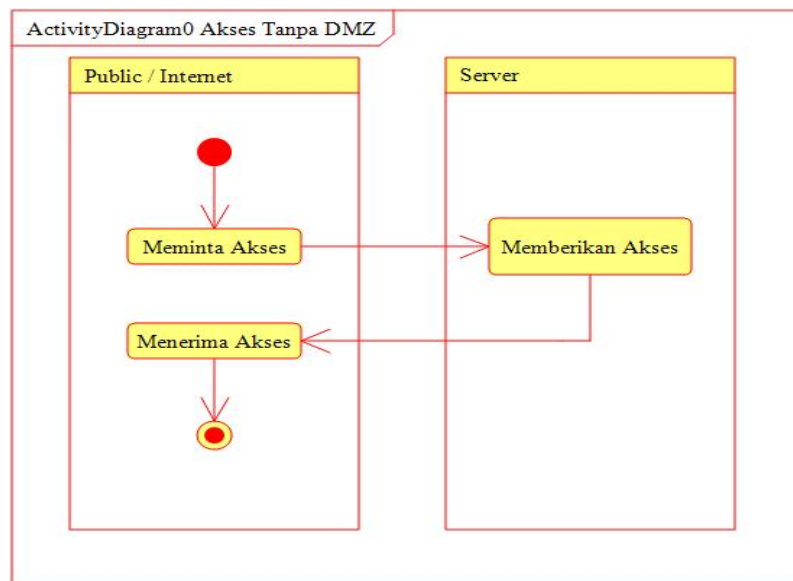 ActivityDiagram0 Akses Tanpa DMZ
Public / Internet
Server
Meminta Akses
Memberikan Akses
Menerima Akses